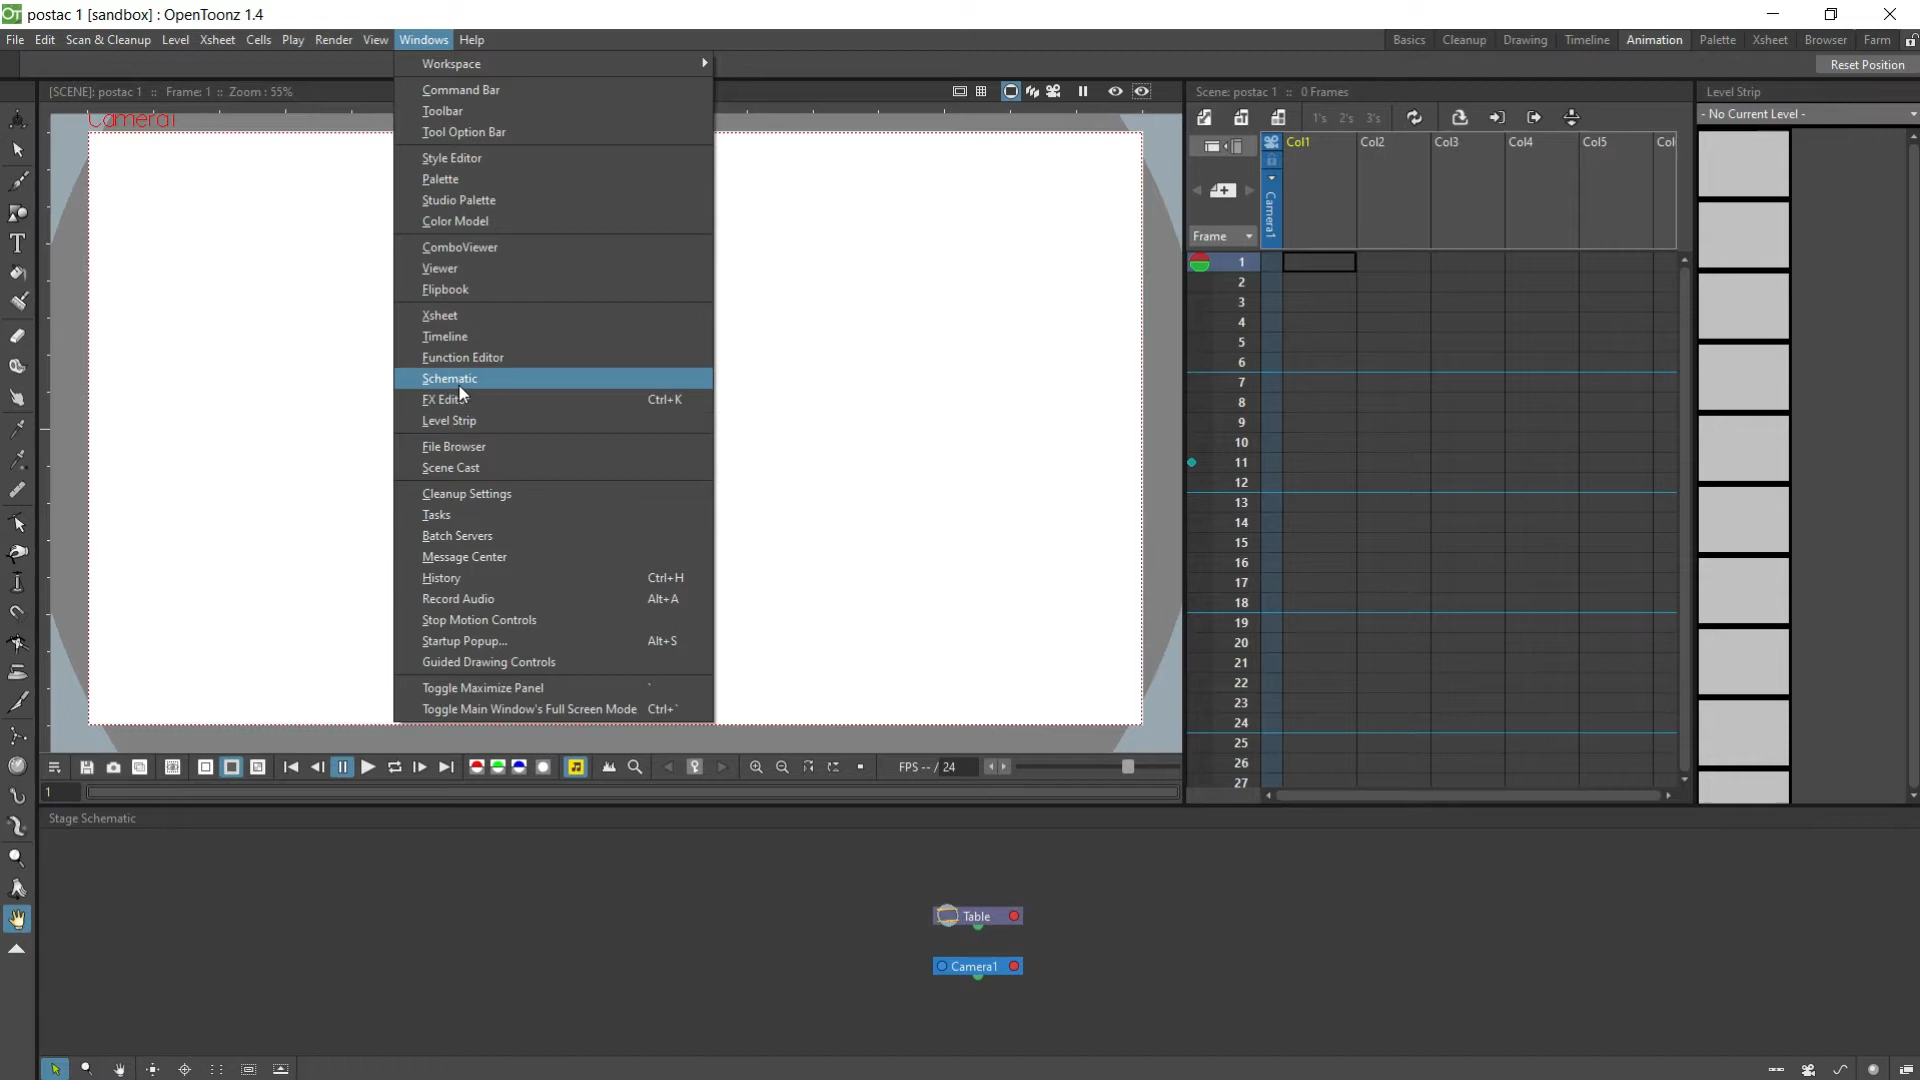 postac 1 [sandbox] : OpenToonz 1.4
File Edit Scan & Cleanup Level Xsheet Cells Play Render View Windows Help
Basics Cleanup Drawing Timeline Animation Palette Xsheet Browser Farm
Reset Position
[SCENE]: postac 1 :: Frame: 1 :: Zoom : 55%
Camera1
Workspace
Command Bar
Toolbar
Tool Option Bar
Style Editor
Palette
Studio Palette
Color Model
ComboViewer
Viewer
Flipbook
Xsheet
Timeline
Function Editor
Schematic
FX Edit Ctrl+K
Level Strip
File Browser
Scene Cast
Cleanup Settings
Tasks
Batch Servers
Message Center
History Ctrl+H
Record Audio Alt+A
Stop Motion Controls
Startup Popup... Alt+S
Guided Drawing Controls
Toggle Maximize Panel `
Toggle Main Window's Full Screen Mode Ctrl+`
Scene: postac 1 :: 0 Frames
1's 2's 3's
Col1 Col2 Col3 Col4 Col5 Col
Camera1
Frame
1
2
3
4
5
6
7
8
9
10
11
12
13
14
15
16
17
18
19
20
21
22
23
24
25
26
27
Level Strip
- No Current Level -
FPS -- / 24
1
Stage Schematic
Table
Camera1